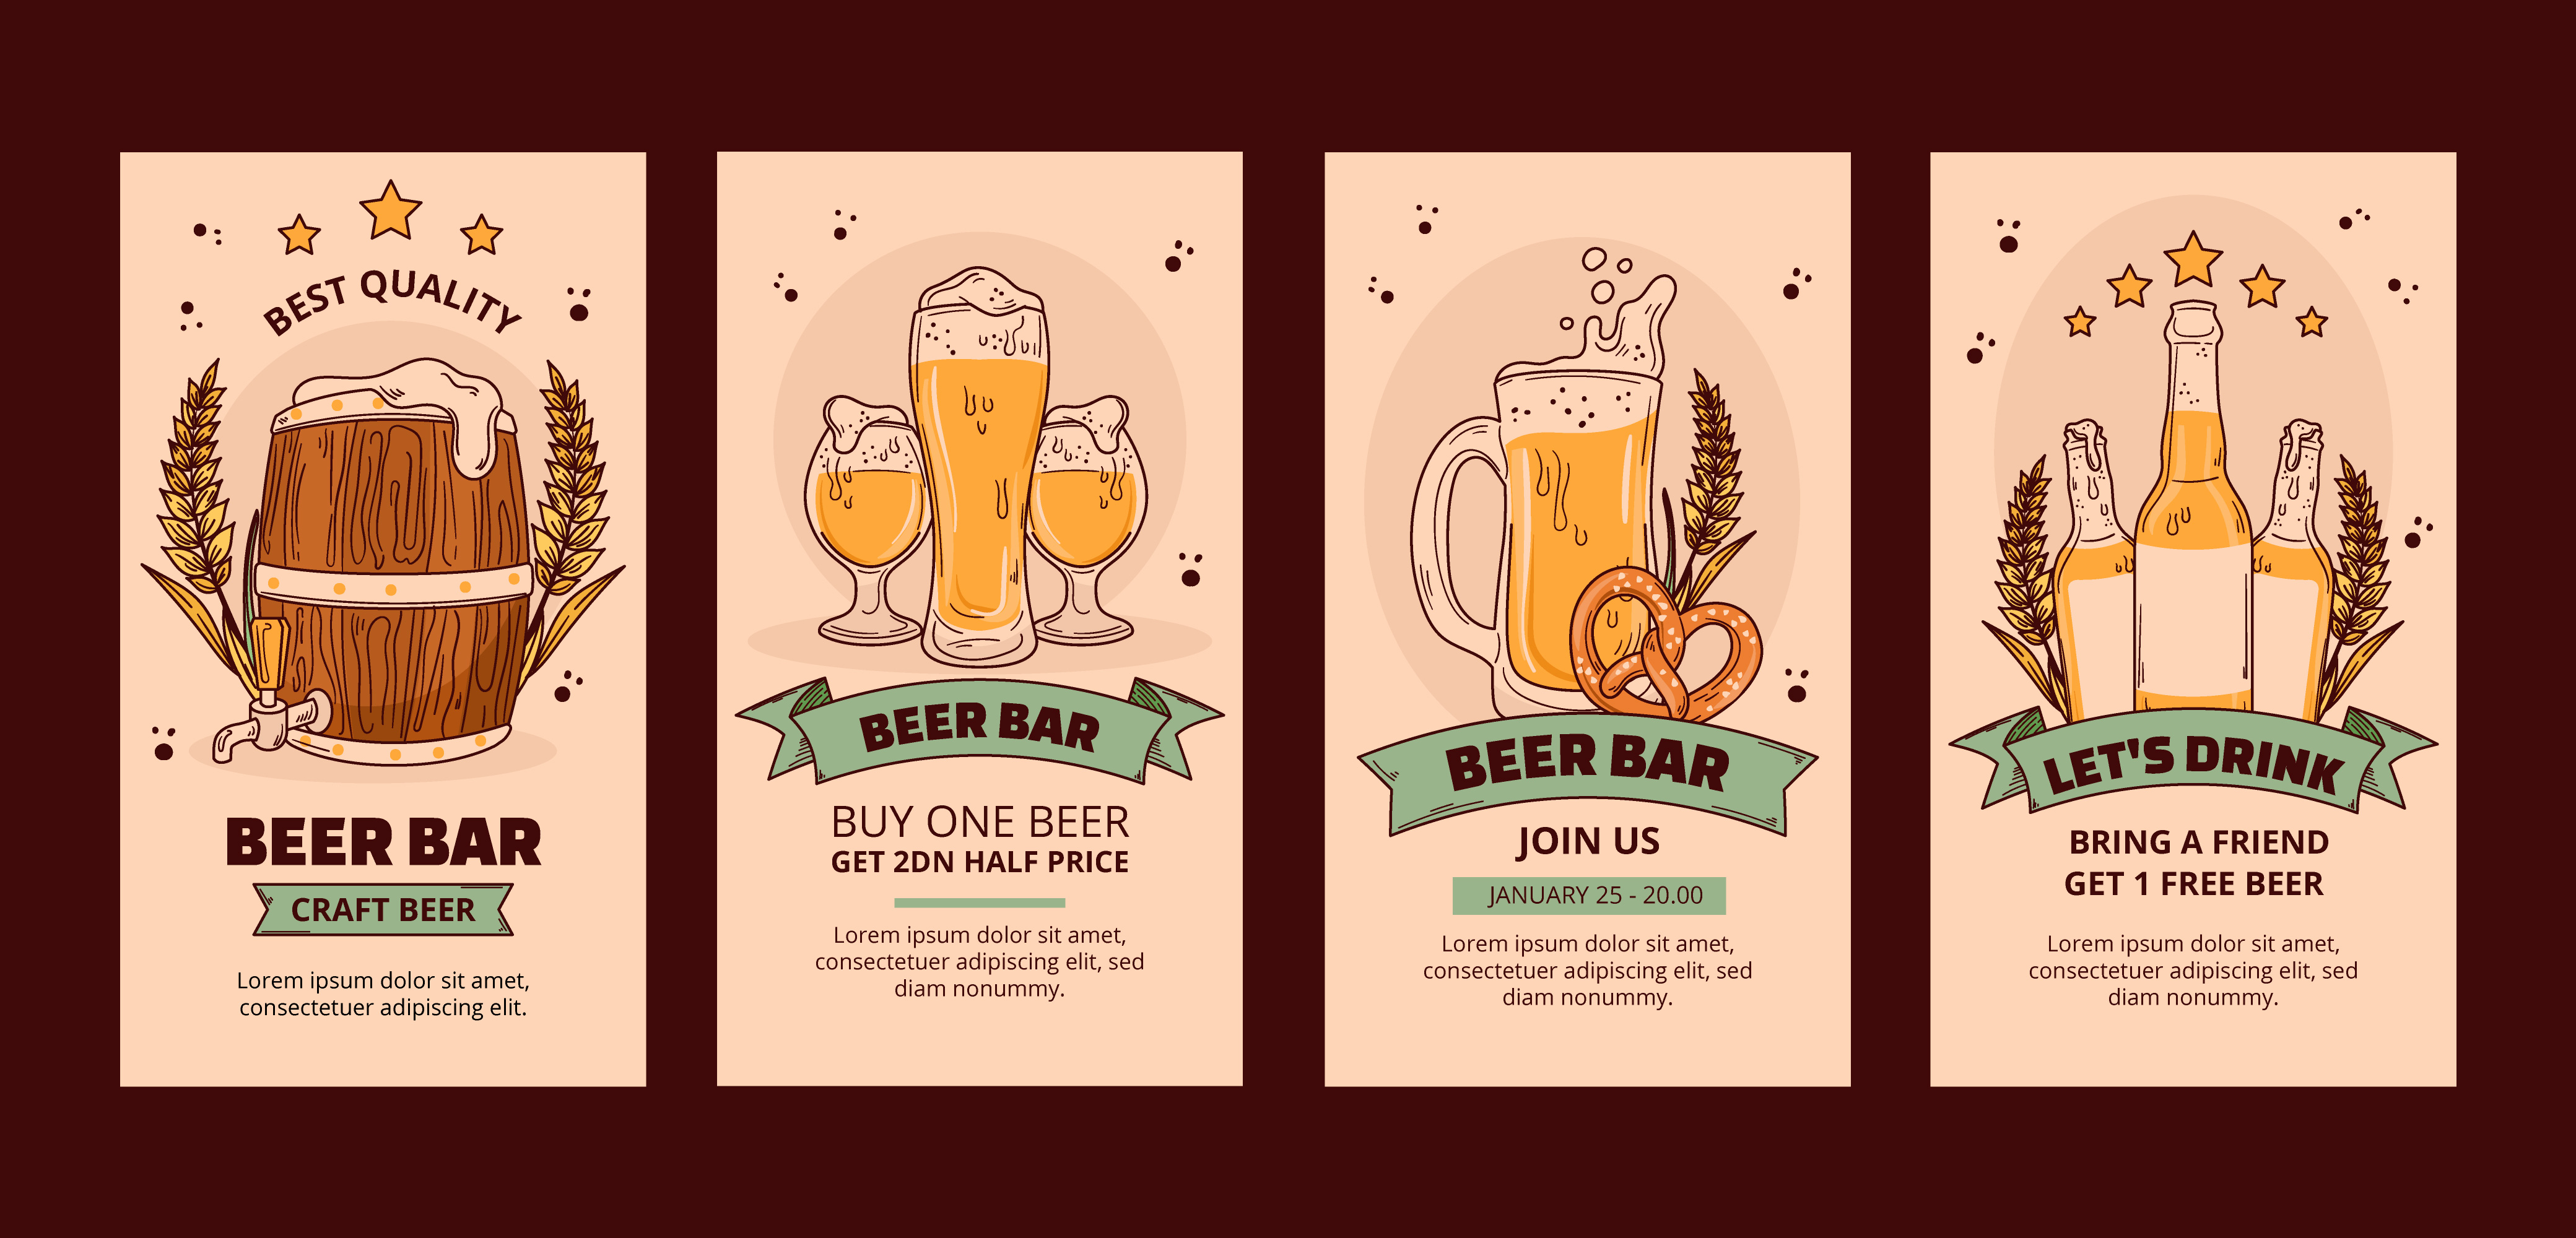 BEST QUALITY
BEER BAR
CRAFT BEER
Lorem ipsum dolor sit amet,
consectetuer adipiscing elit.
BEER BAR
BUY ONE BEER
GET 2DN HALF PRICE
Lorem ipsum dolor sit amet,
consectetuer adipiscing elit, sed
diam nonummy.
BEER BAR
JOIN US
JANUARY 25 - 20.00
Lorem ipsum dolor sit amet,
consectetuer adipiscing elit, sed
diam nonummy.
LET'S DRINK
BRING A FRIEND
GET 1 FREE BEER
Lorem ipsum dolor sit amet,
consectetuer adipiscing elit, sed
diam nonummy.